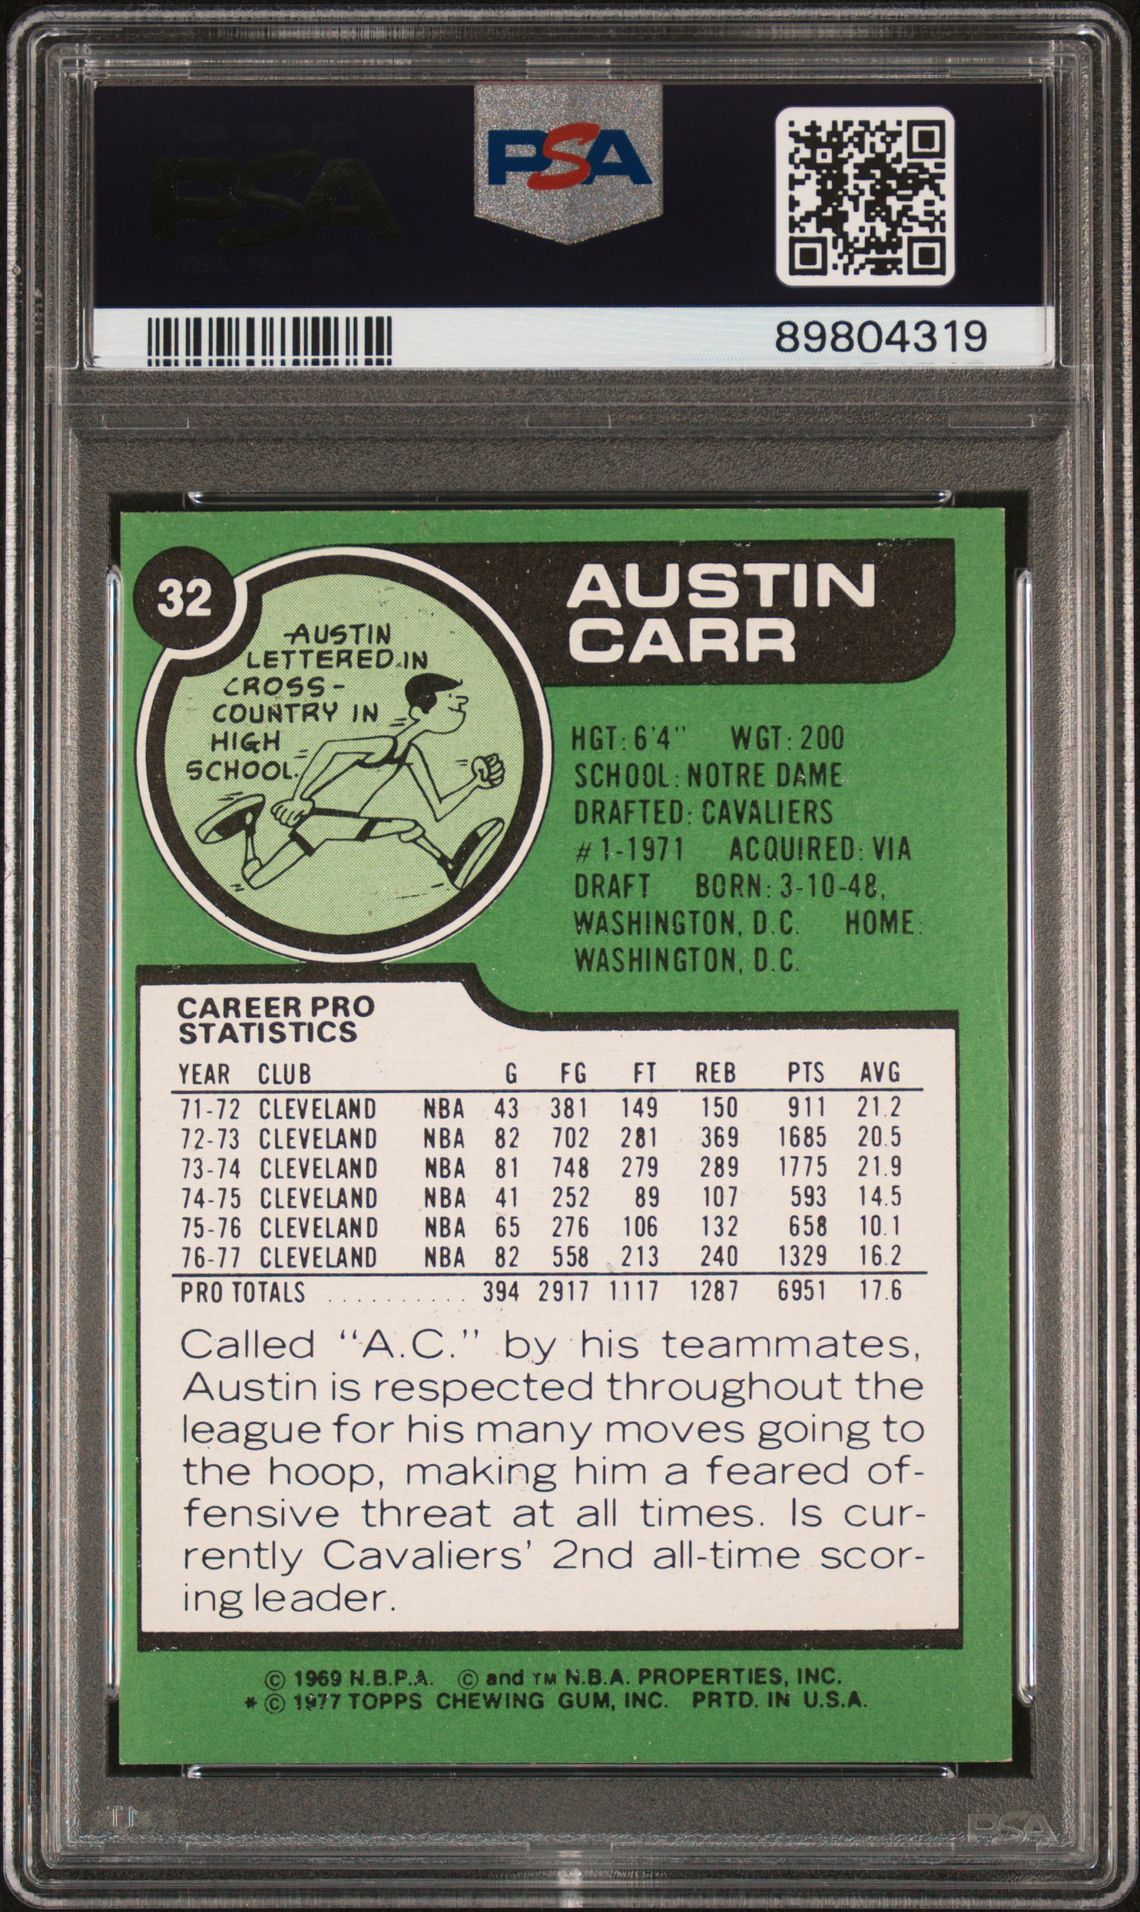 PSA
PSA
89804319
32
AUSTIN
CARR
AUSTIN
LETTERED IN
CROSS-
COUNTRY IN
HIGH
SCHOOL.
HGT: 6'4" WGT: 200
SCHOOL: NOTRE DAME
DRAFTED: CAVALIERS
#1-1971 ACQUIRED: VIA
DRAFT BORN: 3-10-48,
WASHINGTON, D.C. HOME:
WASHINGTON, D.C.
CAREER PRO
STATISTICS
YEAR CLUB G FG FT REB PTS AVG
71-72 CLEVELAND NBA 43 381 149 150 911 21.2
72-73 CLEVELAND NBA 82 702 281 369 1685 20.5
73-74 CLEVELAND NBA 81 748 279 289 1775 21.9
74-75 CLEVELAND NBA 41 252 89 107 593 14.5
75-76 CLEVELAND NBA 65 276 106 132 658 10.1
76-77 CLEVELAND NBA 82 558 213 240 1329 16.2
PRO TOTALS .......... 394 2917 1117 1287 6951 17.6
Called "A.C." by his teammates,
Austin is respected throughout the
league for his many moves going to
the hoop, making him a feared of-
fensive threat at all times. Is cur-
rently Cavaliers' 2nd all-time scor-
ing leader.
© 1969 N.B.P.A. © and TM N.B.A. PROPERTIES, INC.
* © 1977 TOPPS CHEWING GUM, INC. PRTD. IN U.S.A.
PSA